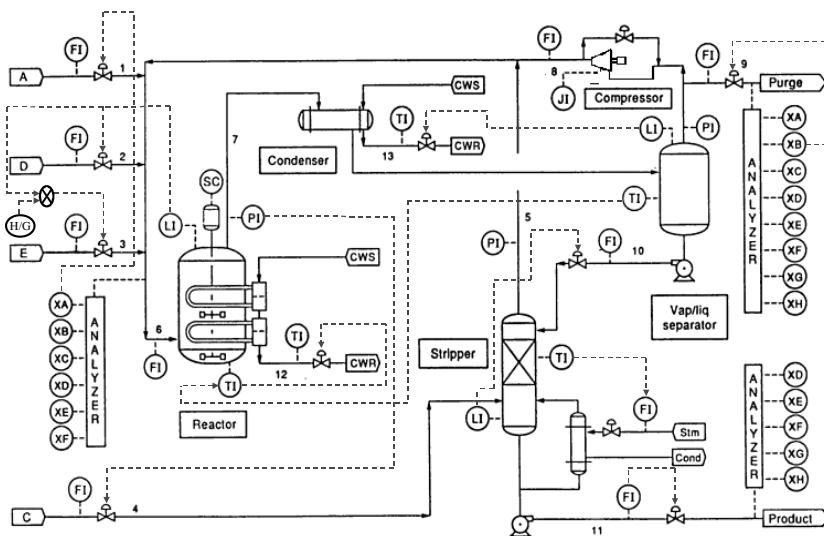 FI
FI
FI
9
A
1
8
CWS
JI
Compressor
Purge
7
TI
LI
PI
XA
FI
CWR
XB
D
2
13
Condenser
XC
SC
TI
XD
H/G
FI
LI
PI
5
FI
XE
E
3
PI
10
XF
CWS
XG
XA
Vap/liq
separator
XH
ANALYZER
ANALYZER
XB
6
TI
Stripper
XC
FI
12
CWR
TI
XD
TI
XD
XE
LI
FI
XE
XF
Reactor
Stm
XF
ANALYZER
Cond
XG
FI
FI
XH
C
4
11
Product